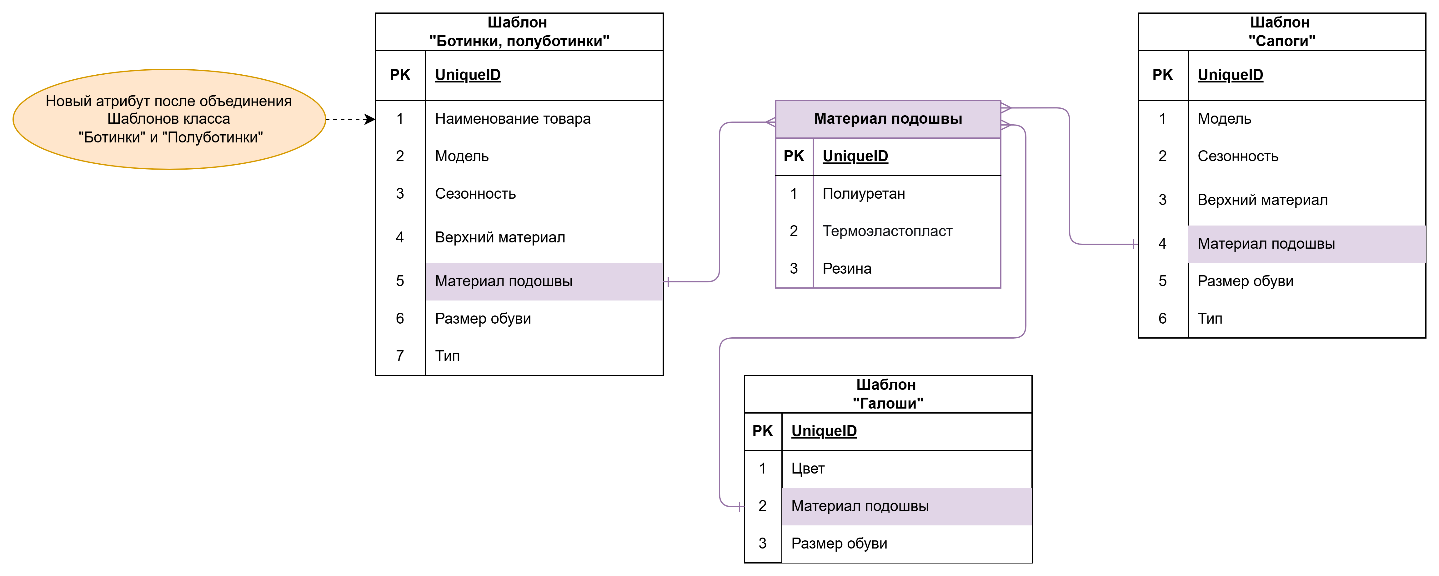 Новый атрибут после объединения
Шаблонов класса
"Ботинки" и "Полуботинки"
Шаблон
"Ботинки, полуботинки"
PK UniqueID
1 Наименование товара
2 Модель
3 Сезонность
4 Верхний материал
5 Материал подошвы
6 Размер обуви
7 Тип
Материал подошвы
PK UniqueID
1 Полиуретан
2 Термоэластопласт
3 Резина
Шаблон
"Сапоги"
PK UniqueID
1 Модель
2 Сезонность
3 Верхний материал
4 Материал подошвы
5 Размер обуви
6 Тип
Шаблон
"Галоши"
PK UniqueID
1 Цвет
2 Материал подошвы
3 Размер обуви